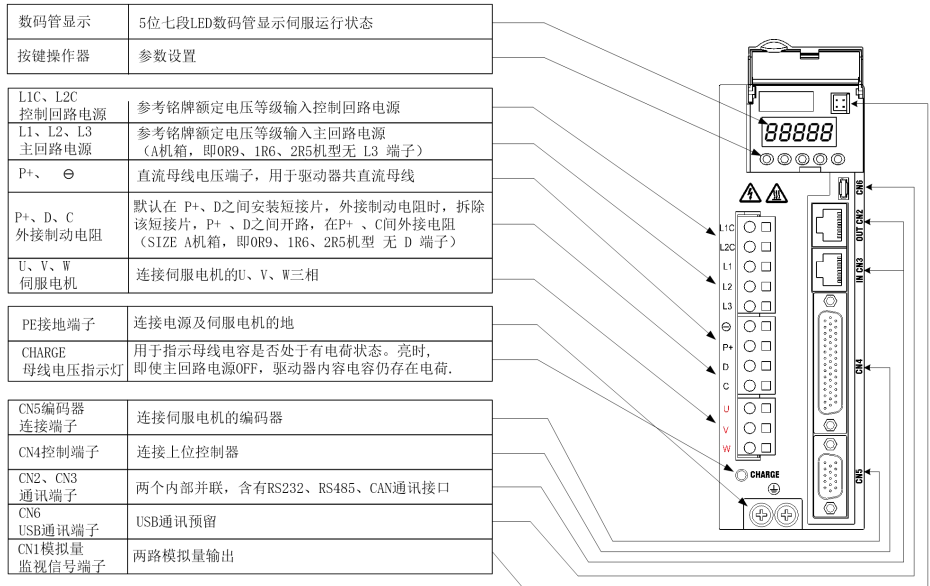 数码管显示
5位七段LED数码管显示伺服运行状态
按键操作器
参数设置
L1C、L2C
控制回路电源
参考铭牌额定电压等级输入控制回路电源
L1、L2、L3
主回路电源
参考铭牌额定电压等级输入主回路电源
（A机箱，即0R9、1R6、2R5机型无 L3 端子）
P+、 ⊖
直流母线电压端子，用于驱动器共直流母线
P+、D、C
外接制动电阻
默认在 P+、D之间安装短接片，外接制动电阻时，拆除
该短接片，P+ 、D之间开路，在P+ 、C间外接电阻
（SIZE A机箱，即0R9、1R6、2R5机型 无 D 端子）
U、V、W
伺服电机
连接伺服电机的U、V、W三相
PE接地端子
连接电源及伺服电机的地
CHARGE
母线电压指示灯
用于指示母线电容是否处于有电荷状态。亮时，
即使主回路电源OFF，驱动器内容电容仍存在电荷.
CN5编码器
连接端子
连接伺服电机的编码器
CN4控制端子
连接上位控制器
CN2、CN3
通讯端子
两个内部并联，含有RS232、RS485、CAN通讯接口
CN6
USB通讯端子
USB通讯预留
CN1模拟量
监视信号端子
两路模拟量输出
88888
CN6
OUT CN2
IN CN3
CN4
CN5
L1C
L2C
L1
L2
L3
⊖
P+
D
C
U
V
W
CHARGE